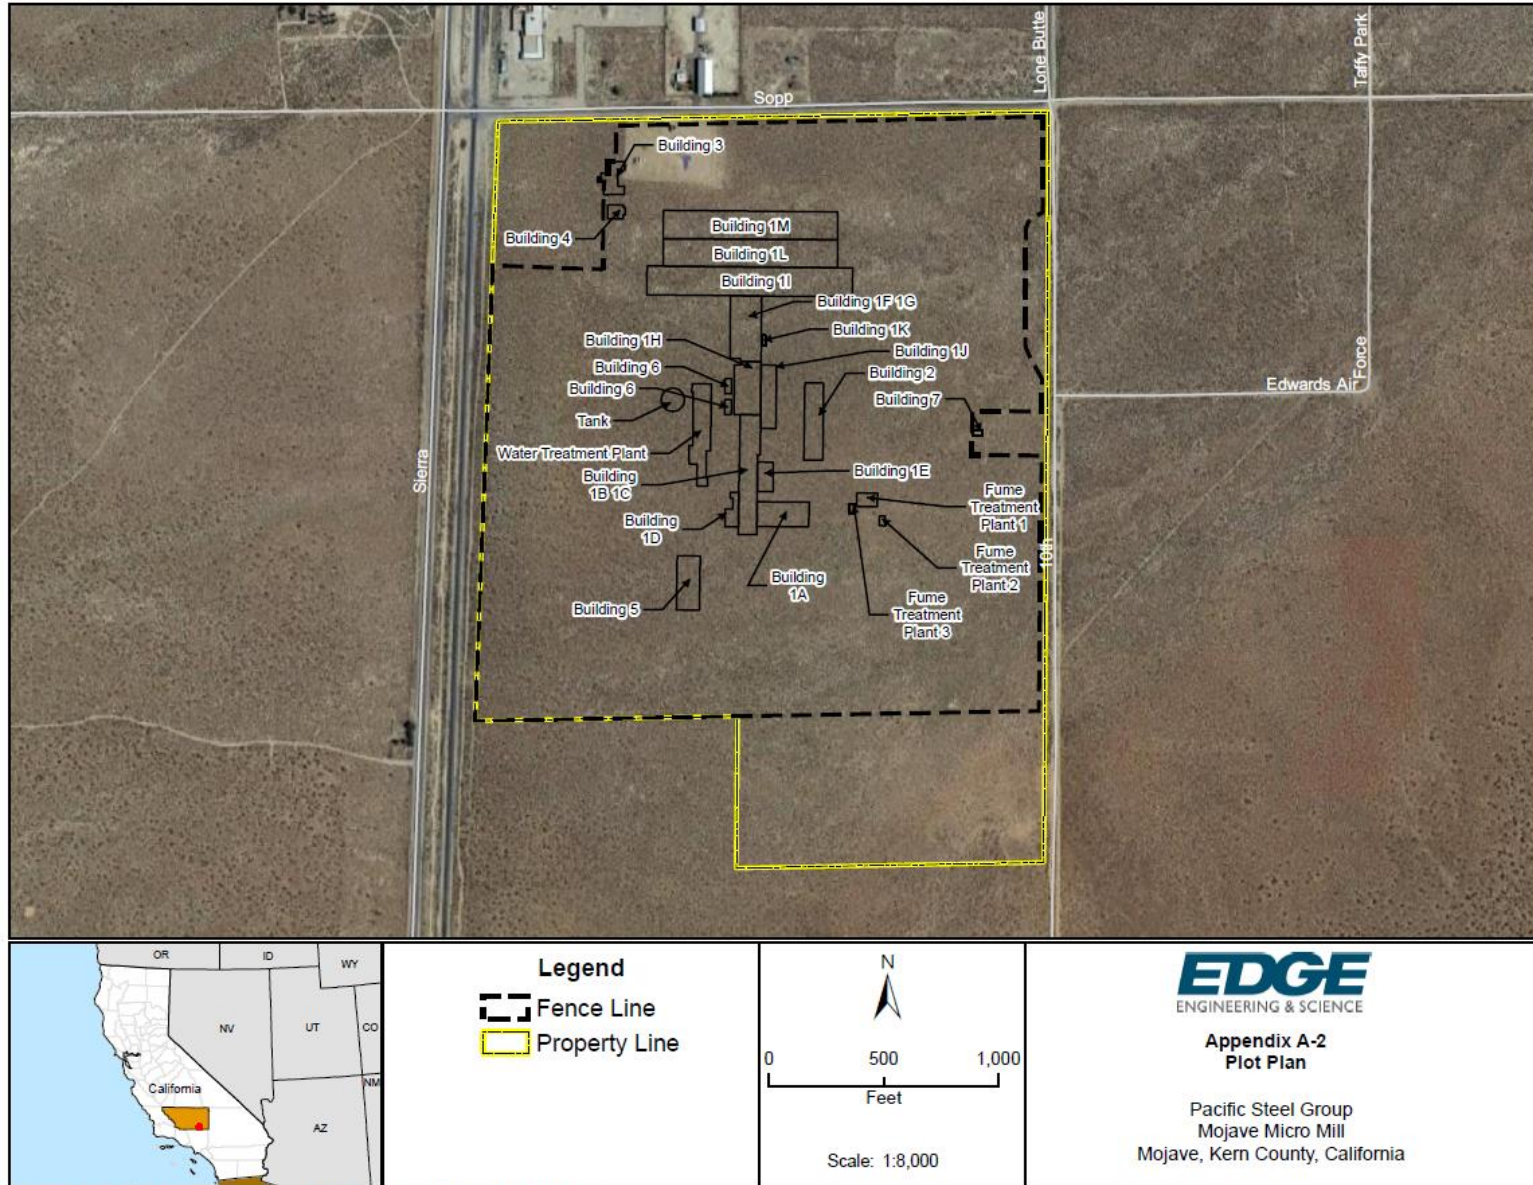 Lone Butte
Taffy Park
Sopp
Building 3
Building 4
Building 1M
Building 1L
Building 1I
Building 1F 1G
Building 1K
Building 1H
Building 1J
Building 6
Building 2
Building 6
Building 7
Tank
Edwards Air Force
Water Treatment Plant
Sierra
Building
1B 1C
Building 1E
Fume
Treatment
Plant 1
Building
1D
10th
Fume
Treatment
Plant 2
Building
1A
Building 5
Fume
Treatment
Plant 3
OR
ID
WY
NV
UT
CO
California
NM
AZ
Legend
Fence Line
Property Line
N
0 500 1,000
Feet
Scale: 1:8,000
EDGE
ENGINEERING & SCIENCE
Appendix A-2
Plot Plan
Pacific Steel Group
Mojave Micro Mill
Mojave, Kern County, California